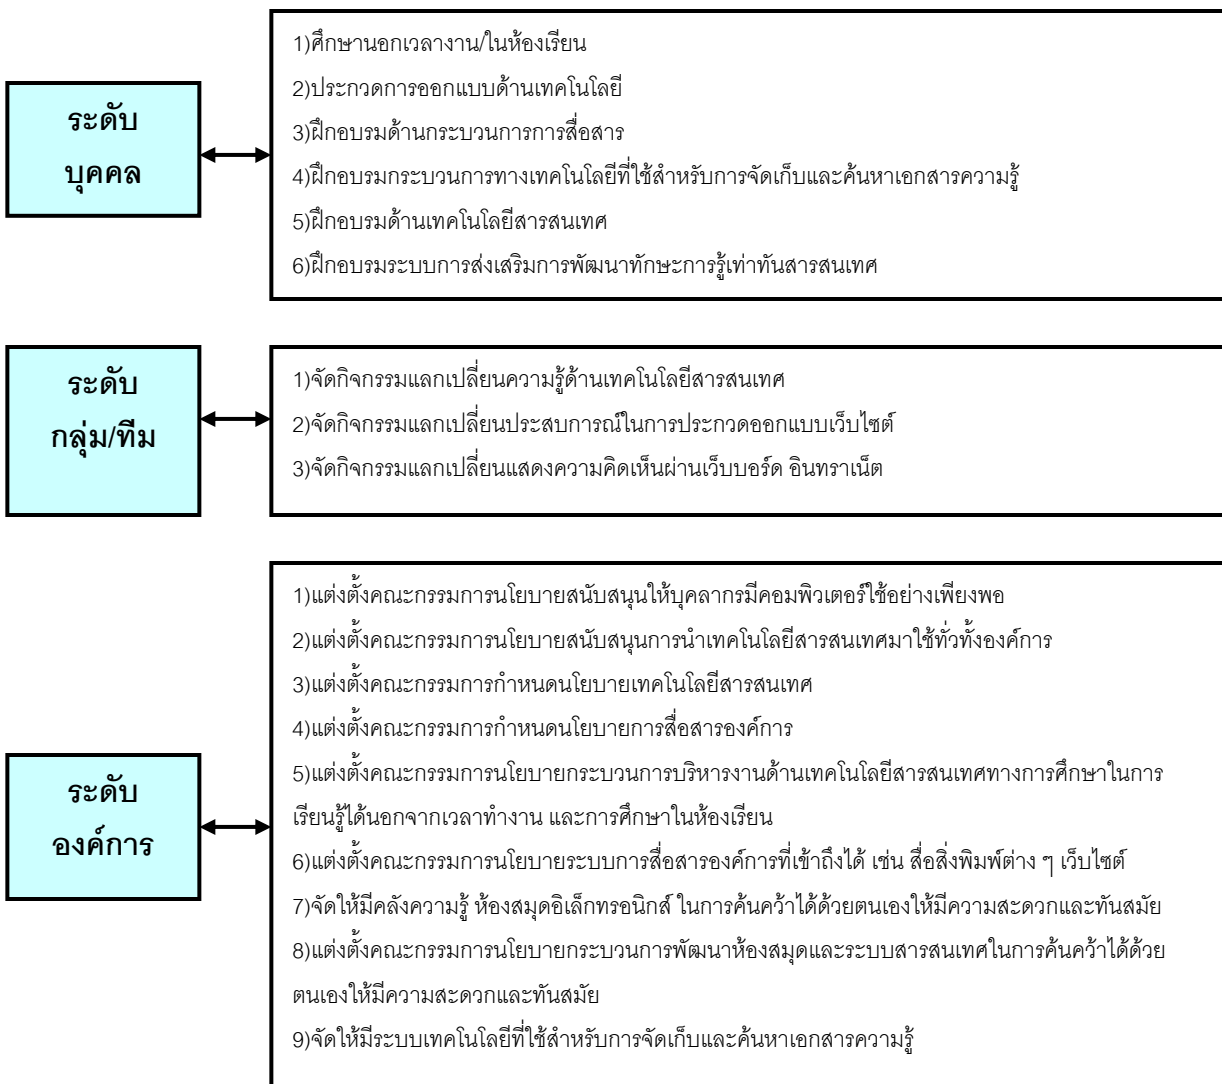 ระดับ
บุคคล
1)ศึกษานอกเวลางาน/ในห้องเรียน
2)ประกวดการออกแบบด้านเทคโนโลยี
3)ฝึกอบรมด้านกระบวนการการสื่อสาร
4)ฝึกอบรมกระบวนการทางเทคโนโลยีที่ใช้สำหรับการจัดเก็บและค้นหาเอกสารความรู้
5)ฝึกอบรมด้านเทคโนโลยีสารสนเทศ
6)ฝึกอบรมระบบการส่งเสริมการพัฒนาทักษะการรู้เท่าทันสารสนเทศ
ระดับ
กลุ่ม/ทีม
1)จัดกิจกรรมแลกเปลี่ยนความรู้ด้านเทคโนโลยีสารสนเทศ
2)จัดกิจกรรมแลกเปลี่ยนประสบการณ์ในการประกวดออกแบบเว็บไซต์
3)จัดกิจกรรมแลกเปลี่ยนแสดงความคิดเห็นผ่านเว็บบอร์ด อินทราเน็ต
ระดับ
องค์การ
1)แต่งตั้งคณะกรรมการนโยบายสนับสนุนให้บุคลากรมีคอมพิวเตอร์ใช้อย่างเพียงพอ
2)แต่งตั้งคณะกรรมการนโยบายสนับสนุนการนำเทคโนโลยีสารสนเทศมาใช้ทั่วทั้งองค์การ
3)แต่งตั้งคณะกรรมการกำหนดนโยบายเทคโนโลยีสารสนเทศ
4)แต่งตั้งคณะกรรมการกำหนดนโยบายการสื่อสารองค์การ
5)แต่งตั้งคณะกรรมการนโยบายกระบวนการบริหารงานด้านเทคโนโลยีสารสนเทศทางการศึกษาในการ
เรียนรู้ได้นอกจากเวลาทำงาน และการศึกษาในห้องเรียน
6)แต่งตั้งคณะกรรมการนโยบายระบบการสื่อสารองค์การที่เข้าถึงได้ เช่น สื่อสิ่งพิมพ์ต่าง ๆ เว็บไซต์
7)จัดให้มีคลังความรู้ ห้องสมุดอิเล็กทรอนิกส์ ในการค้นคว้าได้ด้วยตนเองให้มีความสะดวกและทันสมัย
8)แต่งตั้งคณะกรรมการนโยบายกระบวนการพัฒนาห้องสมุดและระบบสารสนเทศในการค้นคว้าได้ด้วย
ตนเองให้มีความสะดวกและทันสมัย
9)จัดให้มีระบบเทคโนโลยีที่ใช้สำหรับการจัดเก็บและค้นหาเอกสารความรู้